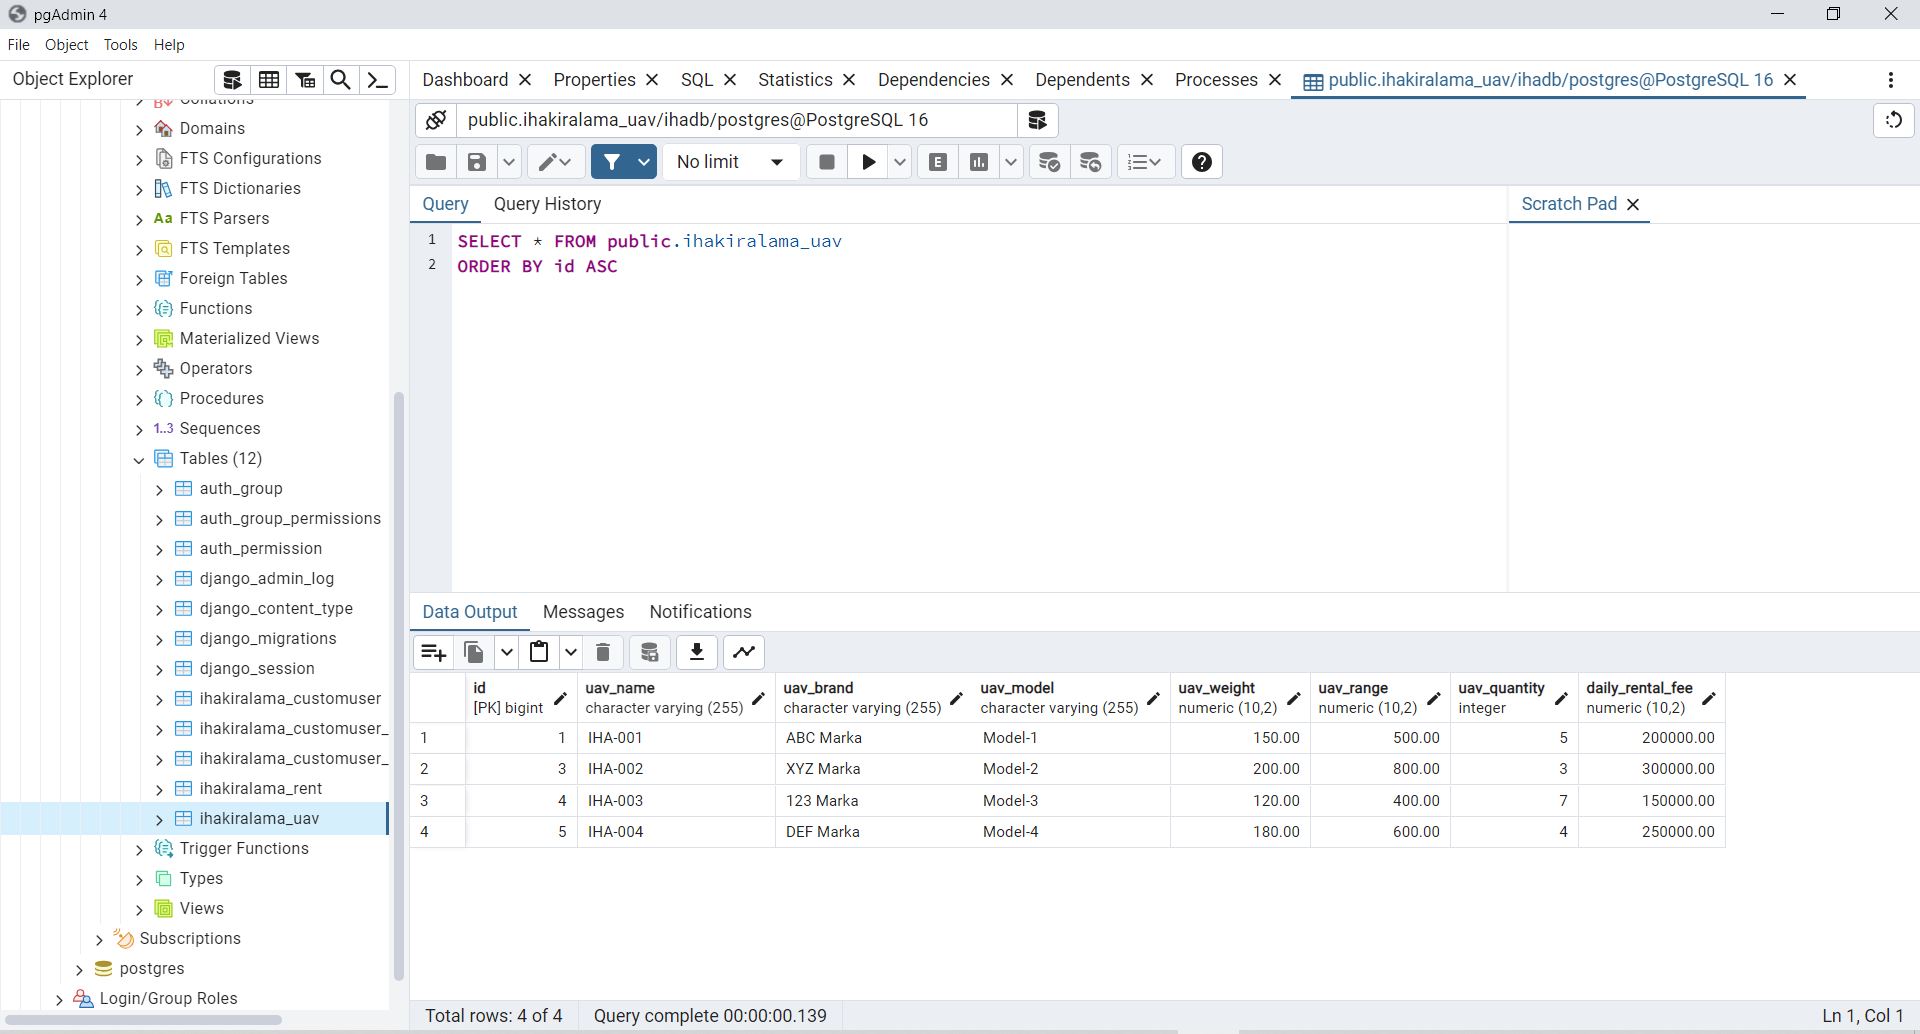 pgAdmin 4
File Object Tools Help
Object Explorer
Dashboard Properties SQL Statistics Dependencies Dependents Processes public.ihakiralama_uav/ihadb/postgres@PostgreSQL 16
public.ihakiralama_uav/ihadb/postgres@PostgreSQL 16
No limit
E
Query Query History
Scratch Pad
1 SELECT * FROM public.ihakiralama_uav
2 ORDER BY id ASC
Collations
Domains
FTS Configurations
FTS Dictionaries
Aa FTS Parsers
FTS Templates
Foreign Tables
Functions
Materialized Views
Operators
Procedures
1..3 Sequences
Tables (12)
auth_group
auth_group_permissions
auth_permission
django_admin_log
django_content_type
django_migrations
django_session
ihakiralama_customuser
ihakiralama_customuser_
ihakiralama_customuser_
ihakiralama_rent
ihakiralama_uav
Trigger Functions
Types
Views
Subscriptions
postgres
Login/Group Roles
Data Output Messages Notifications
id uav_name uav_brand uav_model uav_weight uav_range uav_quantity daily_rental_fee
[PK] bigint character varying (255) character varying (255) character varying (255) numeric (10,2) numeric (10,2) integer numeric (10,2)
1 1 IHA-001 ABC Marka Model-1 150.00 500.00 5 200000.00
2 3 IHA-002 XYZ Marka Model-2 200.00 800.00 3 300000.00
3 4 IHA-003 123 Marka Model-3 120.00 400.00 7 150000.00
4 5 IHA-004 DEF Marka Model-4 180.00 600.00 4 250000.00
Total rows: 4 of 4 Query complete 00:00:00.139 Ln 1, Col 1